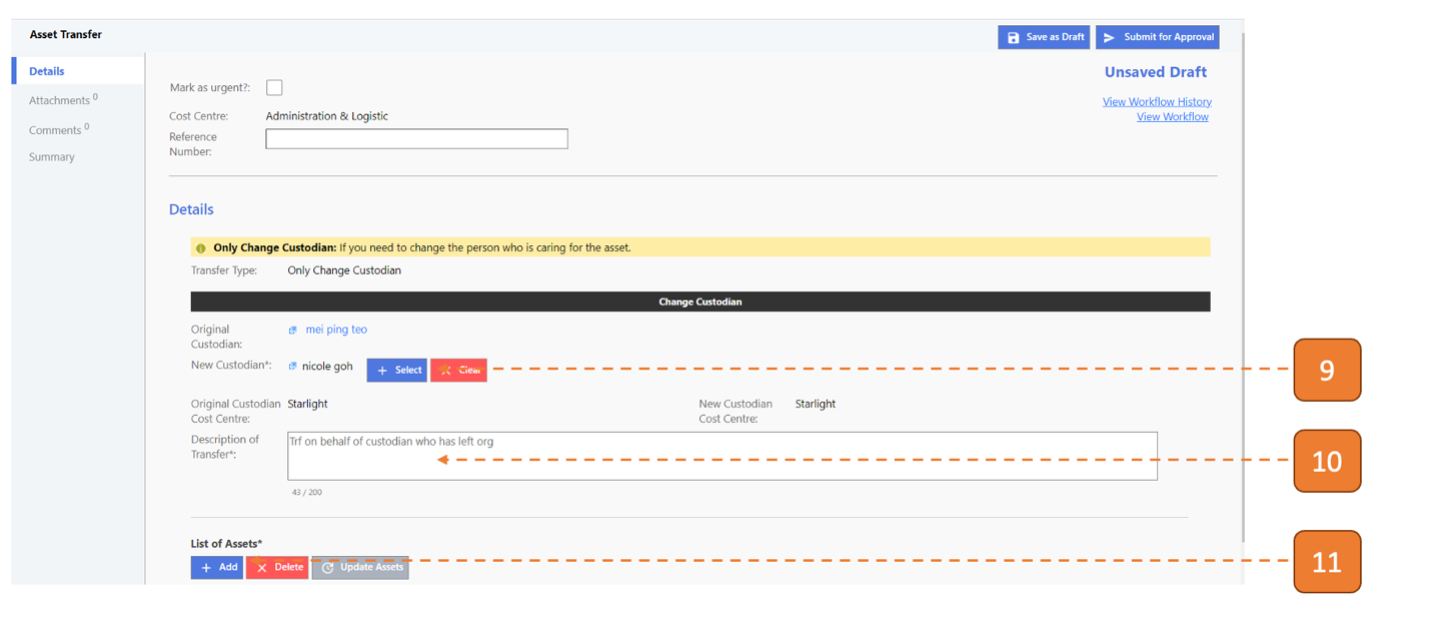 Asset Transfer
Save as Draft
Submit for Approval
Details
Attachments 0
Comments 0
Summary
Mark as urgent?:
Unsaved Draft
View Workflow History
View Workflow
Cost Centre: Administration & Logistic
Reference
Number:
Details
Only Change Custodian: If you need to change the person who is caring for the asset.
Transfer Type: Only Change Custodian
Change Custodian
Original
Custodian:
mei ping teo
New Custodian*: nicole goh + Select Clear
9
Original Custodian
Cost Centre:
Starlight
New Custodian
Cost Centre:
Starlight
Description of
Transfer*:
Trf on behalf of custodian who has left org
10
43 / 200
List of Assets*
+ Add
Delete
Update Assets
11